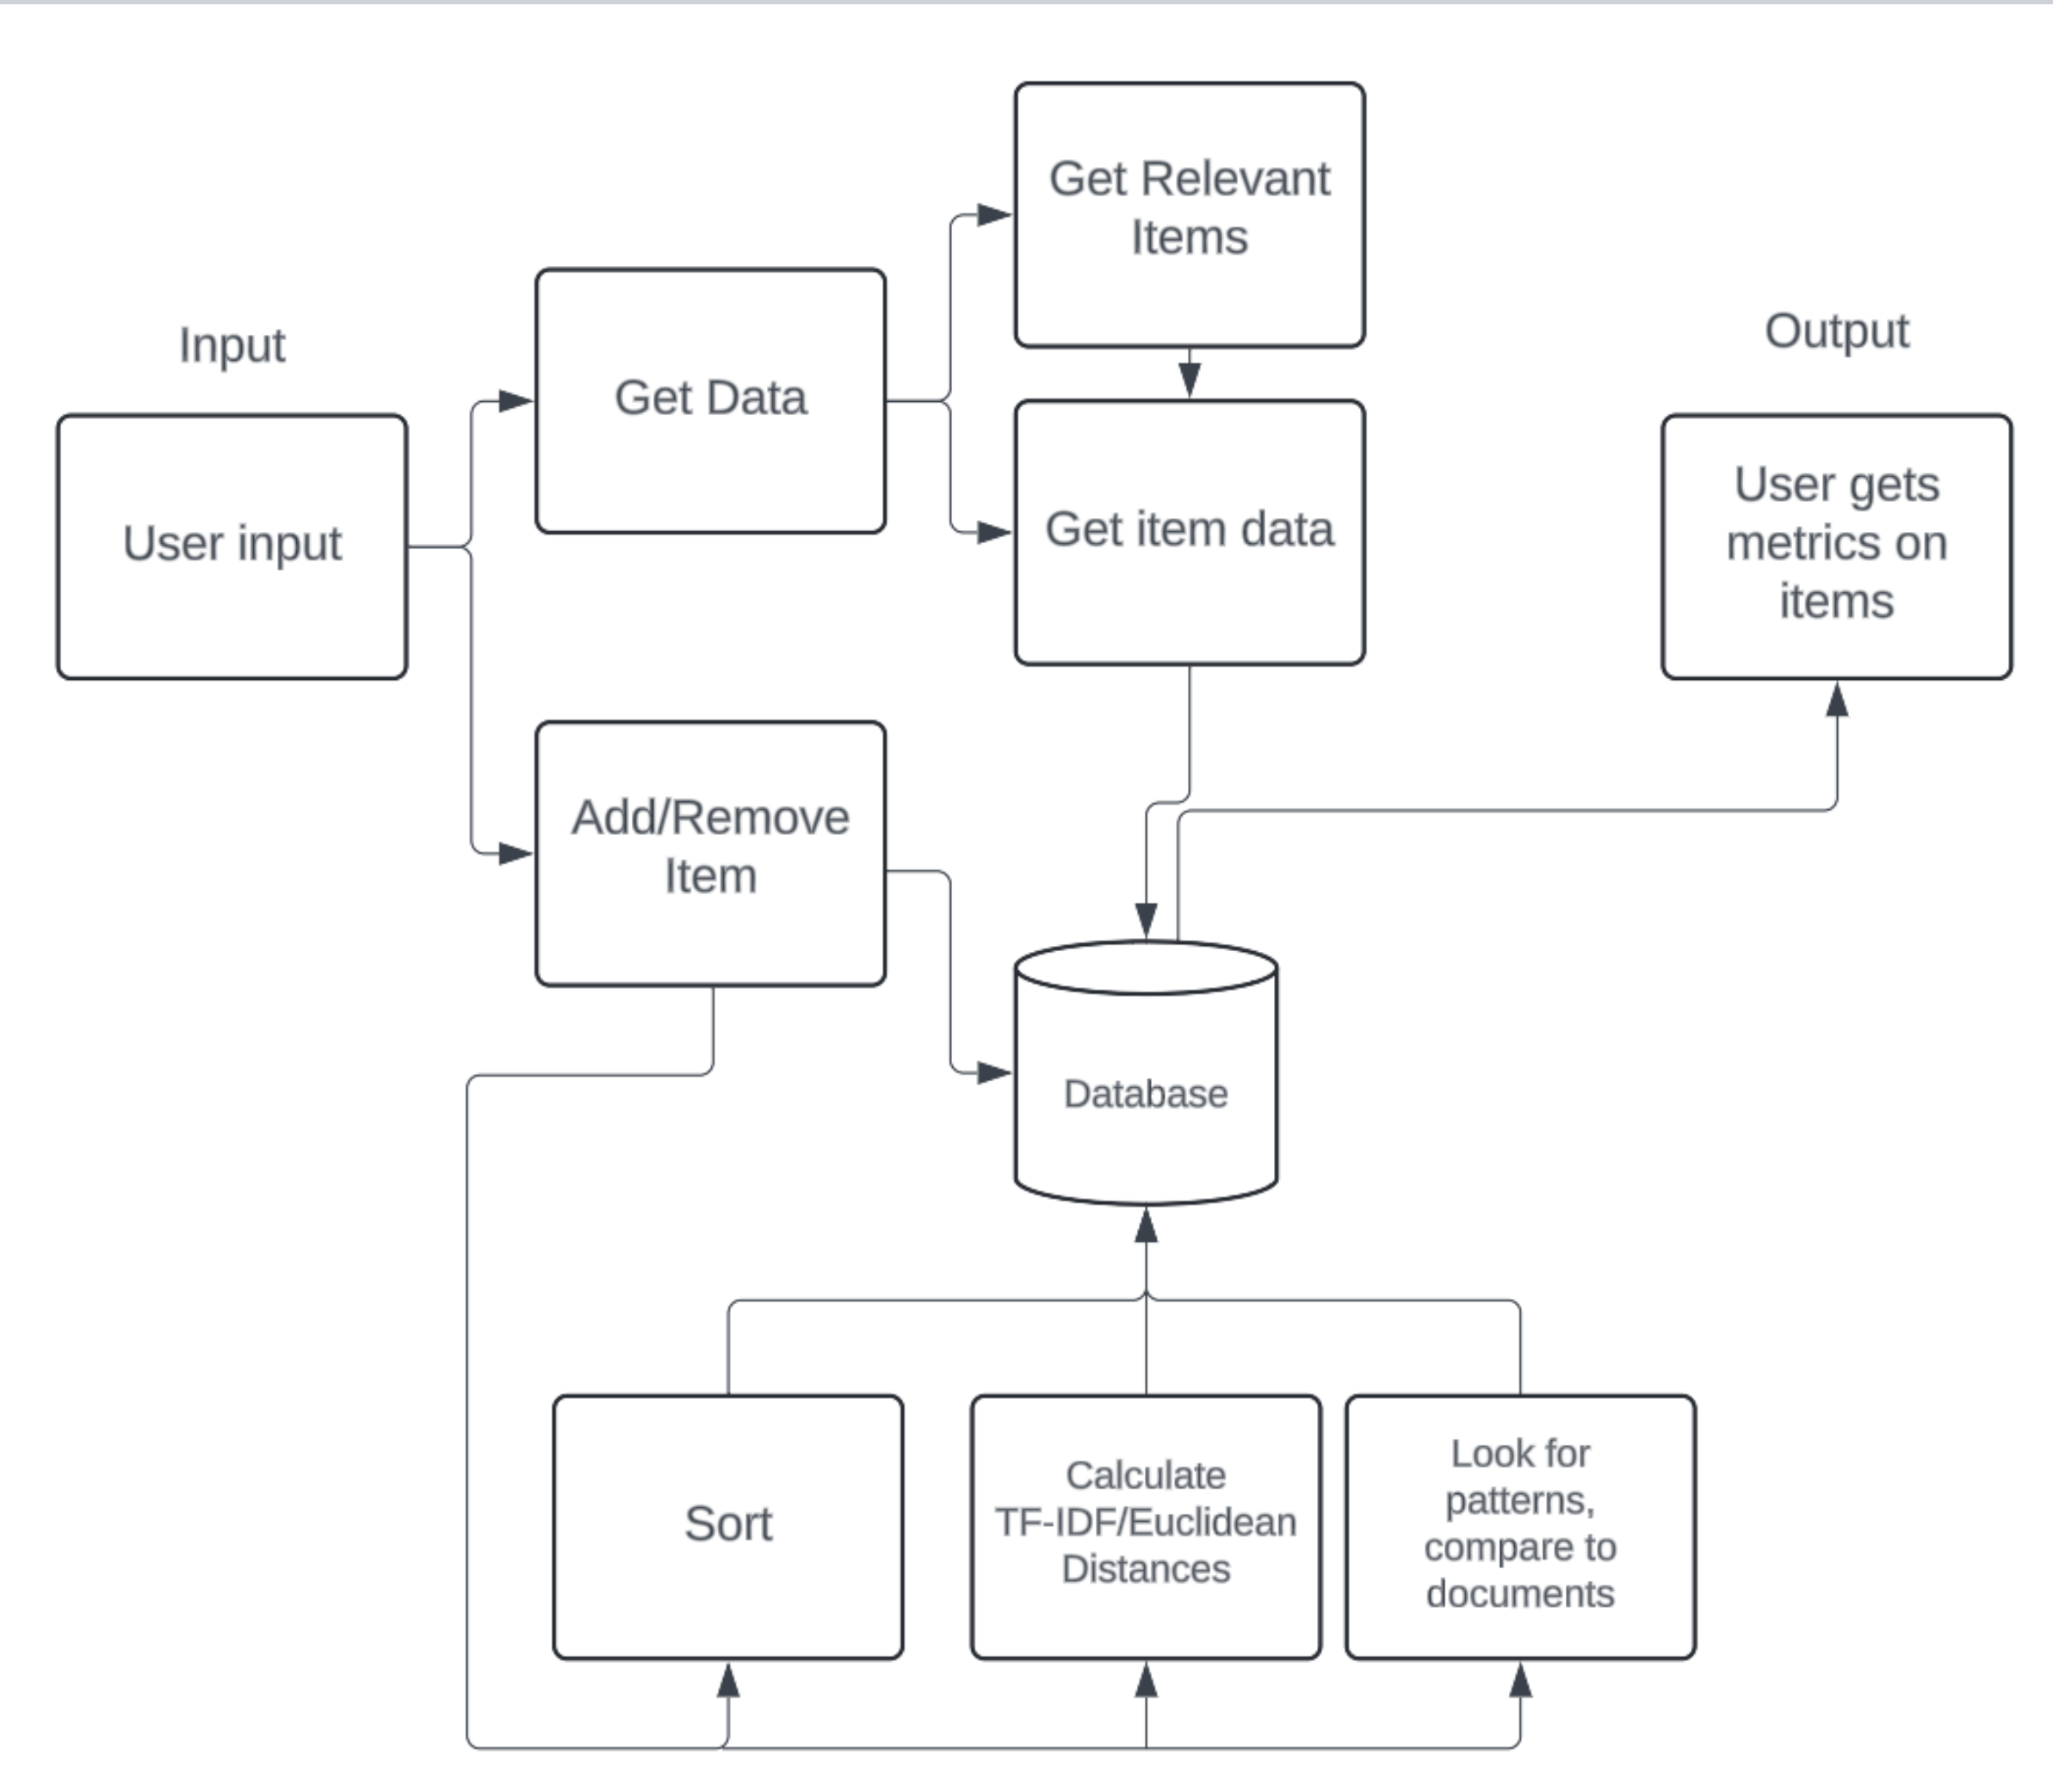 Input
User input
Get Data
Add/Remove
Item
Get Relevant
Items
Get item data
Output
User gets
metrics on
items
Database
Sort
Calculate
TF-IDF/Euclidean
Distances
Look for
patterns,
compare to
documents